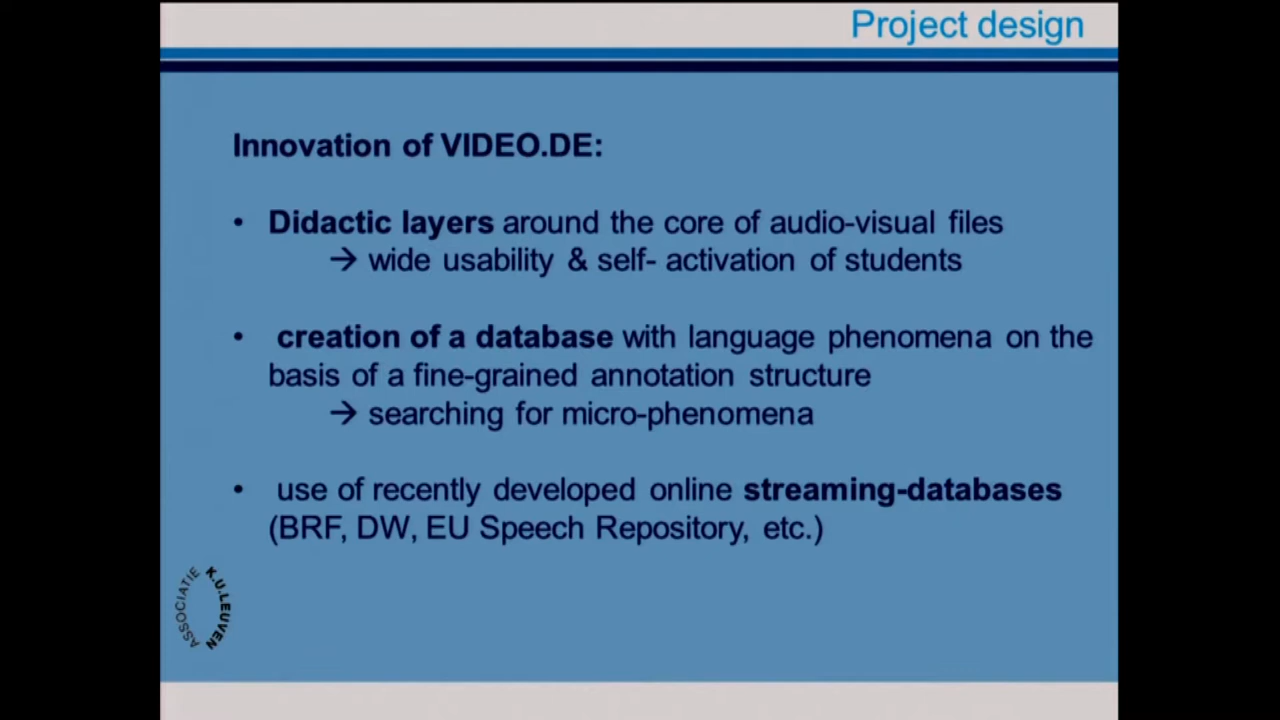 Project design
Innovation of VIDEO.DE:
• Didactic layers around the core of audio-visual files
→ wide usability & self- activation of students
• creation of a database with language phenomena on the
basis of a fine-grained annotation structure
→ searching for micro-phenomena
• use of recently developed online streaming-databases
(BRF, DW, EU Speech Repository, etc.)
ASSOCIATIE
K.U.LEUVEN